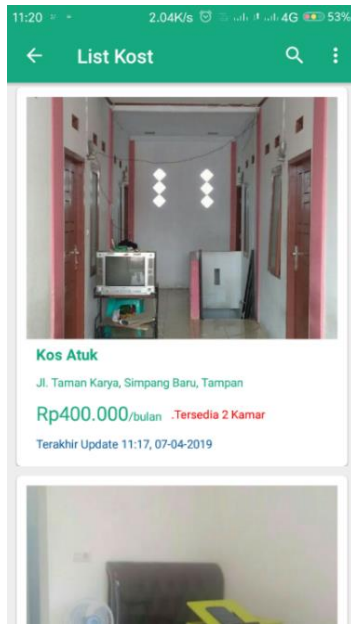 11:20
2.04K/s 4G 53%
List Kost
Kos Atuk
Jl. Taman Karya, Simpang Baru, Tampan
Rp400.000/bulan .Tersedia 2 Kamar
Terakhir Update 11:17, 07-04-2019